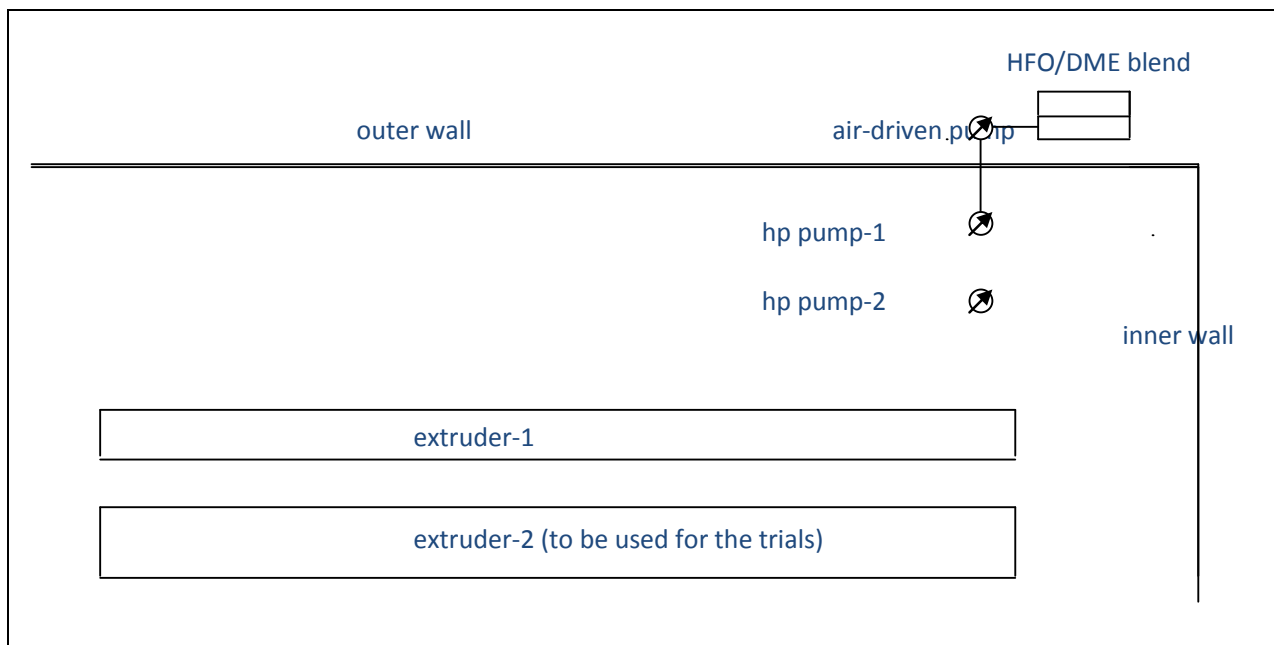 HFO/DME blend
outer wall
air-driven pump
hp pump-1
hp pump-2
inner wall
extruder-1
extruder-2 (to be used for the trials)